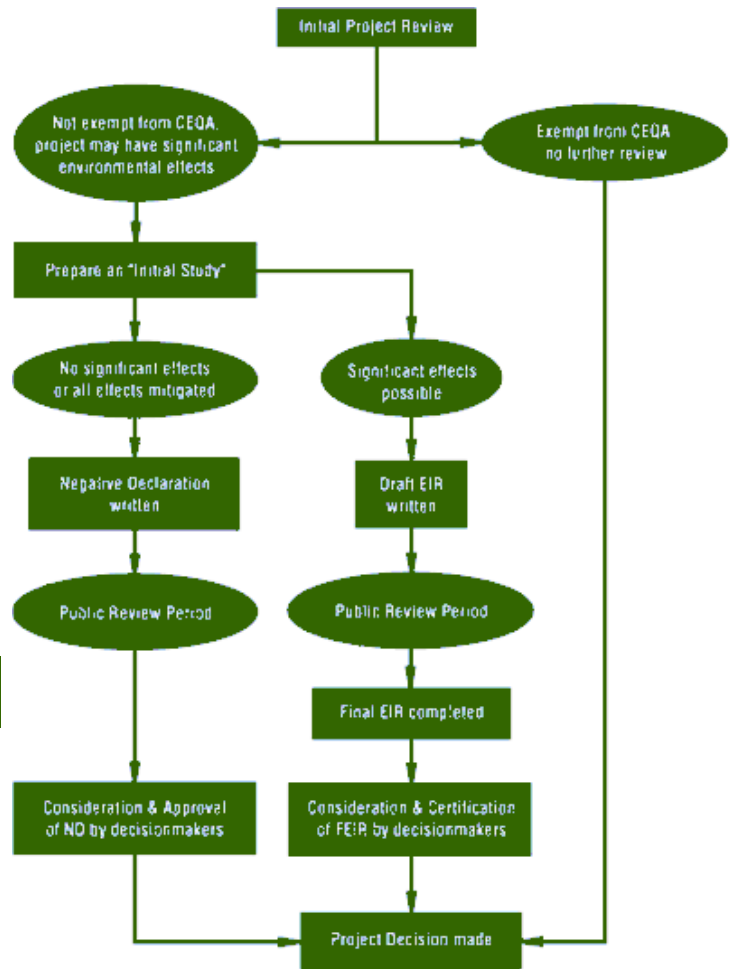 Initial Project Review
Not exempt from CEQA,
project may have significant
environmental effects
Exempt from CEQA
no further review
Prepare an "Initial Study"
No significant effects
or all effects mitigated
Significant effects
possible
Negative Declaration
written
Draft EIR
written
Public Review Period
Public Review Period
Final EIR completed
Consideration & Approval
of ND by decisionmakers
Consideration & Certification
of FEIR by decisionmakers
Project Decision made